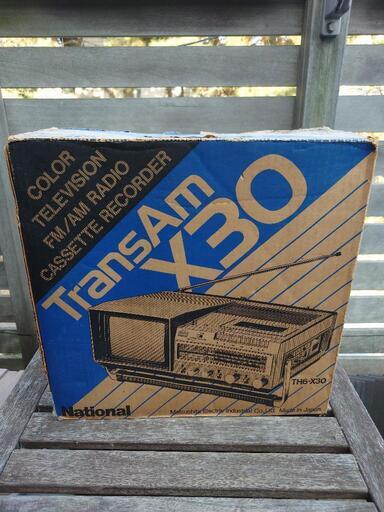 COLOR
TELEVISION
FM/AM RADIO
CASSETTE RECORDER
TransAm
X30
TH6-X30
National
Matsushita Electric Industrial Co., Ltd. Made in Japan